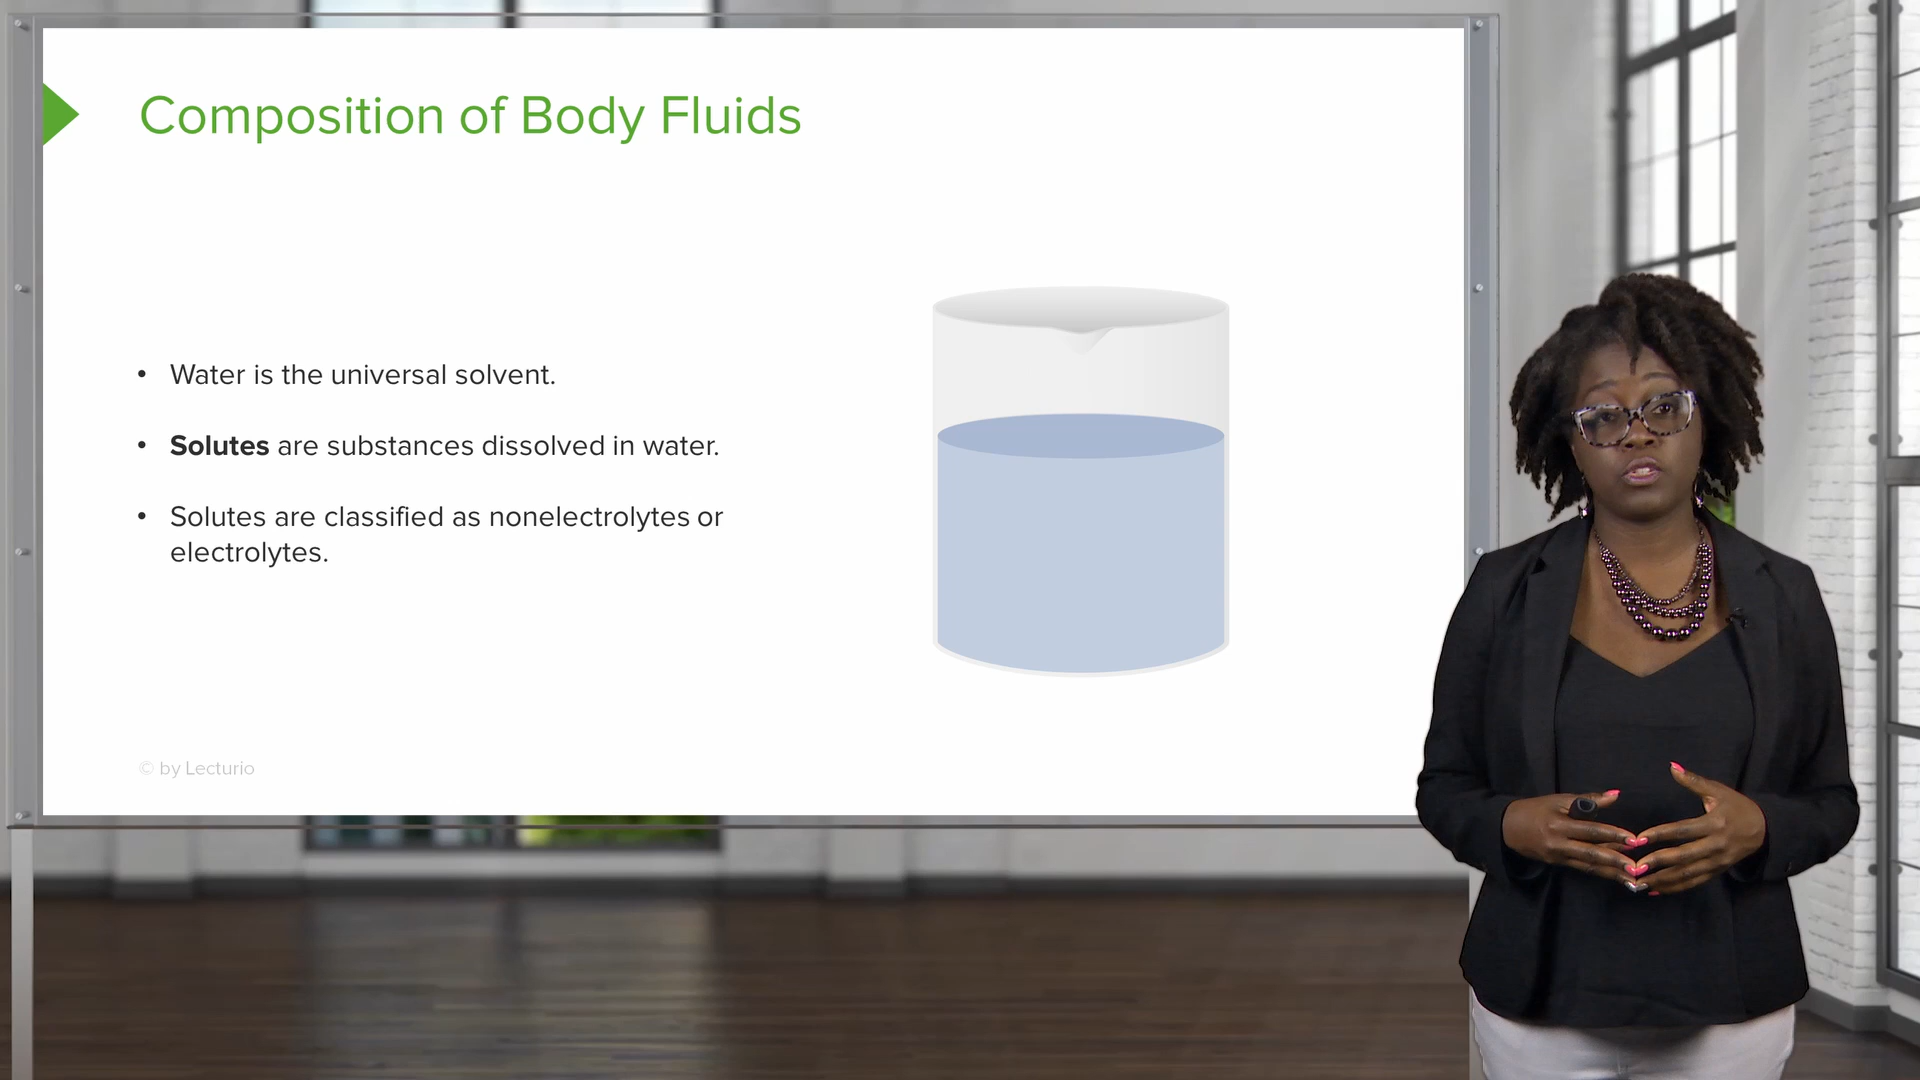 Composition of Body Fluids
• Water is the universal solvent.
• Solutes are substances dissolved in water.
• Solutes are classified as nonelectrolytes or
electrolytes.
© by Lecturio